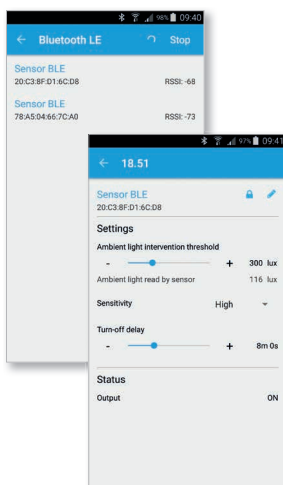 98% 09:40
← Bluetooth LE Stop
Sensor BLE
20:C3:8F:D1:6C:D8 RSSI: -68
Sensor BLE
78:A5:04:66:7C:A0 RSSI: -73
97% 09:41
← 18.51
Sensor BLE
20:C3:8F:D1:6C:D8
Settings
Ambient light intervention threshold
- + 300 lux
Ambient light read by sensor 116 lux
Sensitivity High
Turn-off delay
- + 8m 0s
Status
Output ON